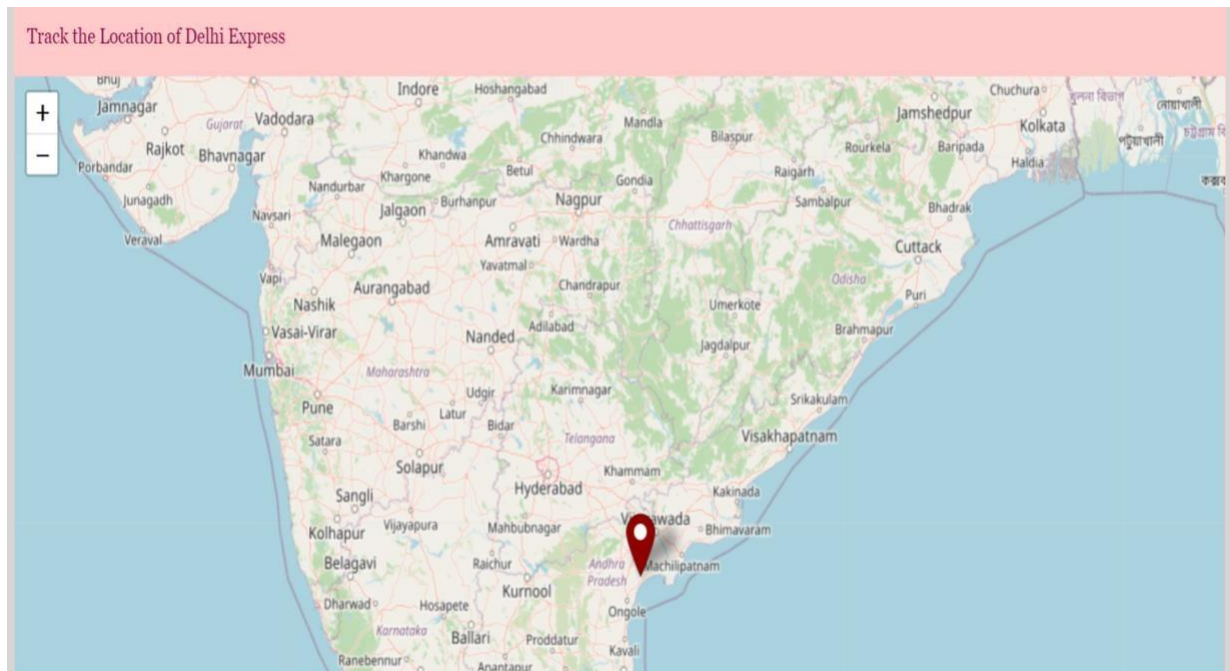 Track the Location of Delhi Express
+
−
Bhuj
Jamnagar
Gujarat
Vadodara
Indore
Hoshangabad
Mandla
Jamshedpur
Chuchura
Kolkata
খুলনা বিভাগ
নোয়াখালী
Rajkot
Bhavnagar
Khandwa
Chhindwara
Bilaspur
Rourkela
Baripada
Haldia
পটুয়াখালী
Porbandar
Khargone
Betul
Gondia
Raigarh
Junagadh
Nandurbar
Burhanpur
Nagpur
Sambalpur
Bhadrak
Navsari
Jalgaon
Chhattisgarh
Veraval
Malegaon
Amravati
Wardha
Cuttack
Yavatmal
Vapi
Aurangabad
Chandrapur
Odisha
Nashik
Umerkote
Puri
Vasai-Virar
Nanded
Adilabad
Brahmapur
Jagdalpur
Mumbai
Maharashtra
Udgir
Karimnagar
Pune
Latur
Srikakulam
Barshi
Bidar
Satara
Telangana
Visakhapatnam
Solapur
Khammam
Sangli
Hyderabad
Kakinada
Vijayapura
Mahbubnagar
Bhimavaram
Kolhapur
Belagavi
Raichur
Andhra
Pradesh
Machilipatnam
Kurnool
Dharwad
Hosapete
Ongole
Karnataka
Ballari
Proddatur
Kavali
Ranebennur
Anantapur